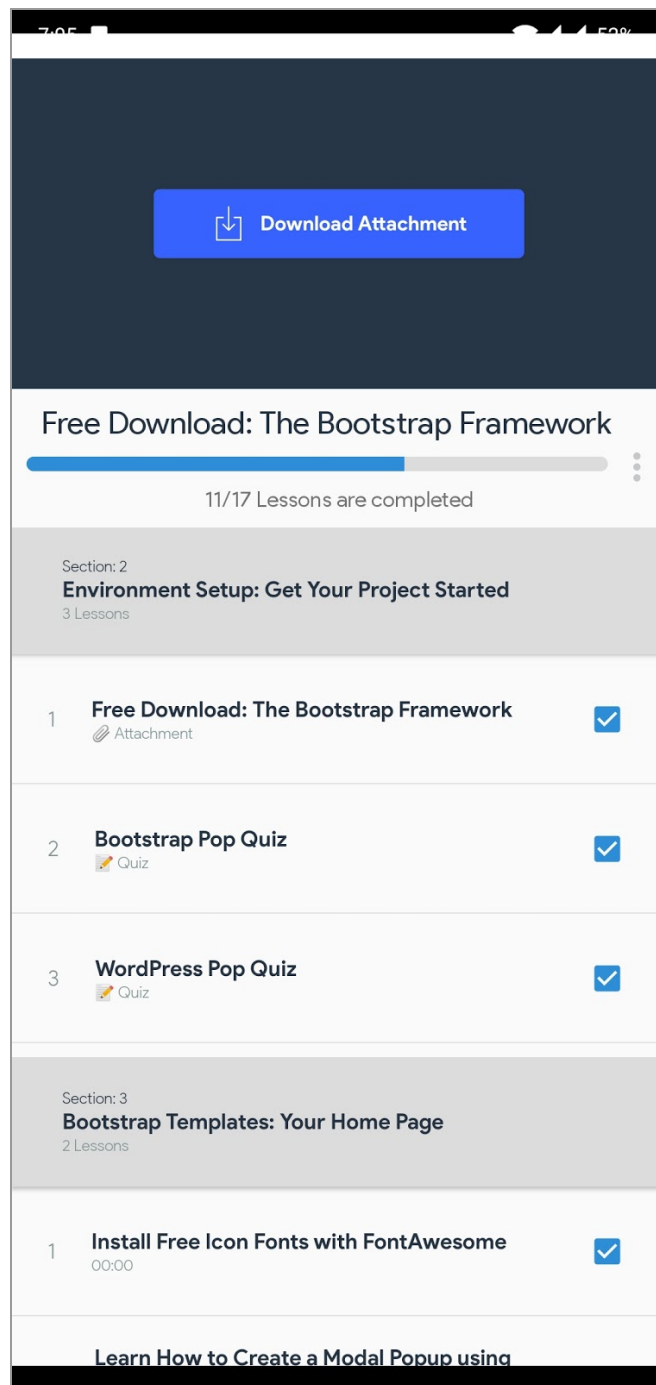 7:05 52%
Download Attachment
Free Download: The Bootstrap Framework
11/17 Lessons are completed
Section: 2
Environment Setup: Get Your Project Started
3 Lessons
1 Free Download: The Bootstrap Framework
Attachment
2 Bootstrap Pop Quiz
Quiz
3 WordPress Pop Quiz
Quiz
Section: 3
Bootstrap Templates: Your Home Page
2 Lessons
1 Install Free Icon Fonts with FontAwesome
00:00
Learn How to Create a Modal Popup using